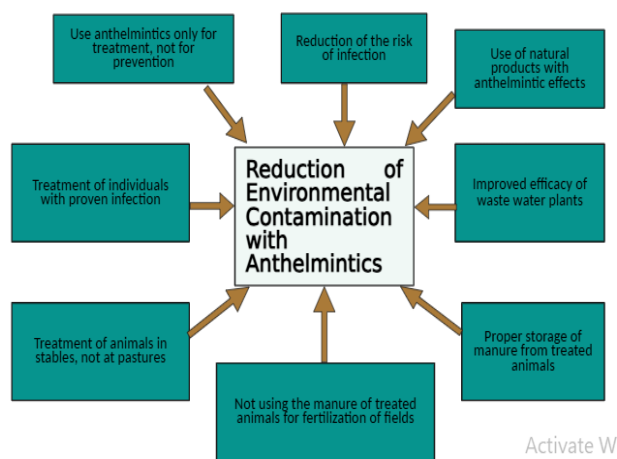 Use anthelmintics only for
treatment, not for
prevention
Reduction of the risk
of infection
Use of natural
products with
anthelmintic effects
Treatment of individuals
with proven infection
Reduction of
Environmental
Contamination
with
Anthelmintics
Improved efficacy of
waste water plants
Treatment of animals in
stables, not at pastures
Not using the manure of treated
animals for fertilization of fields
Proper storage of
manure from treated
animals
Activate W